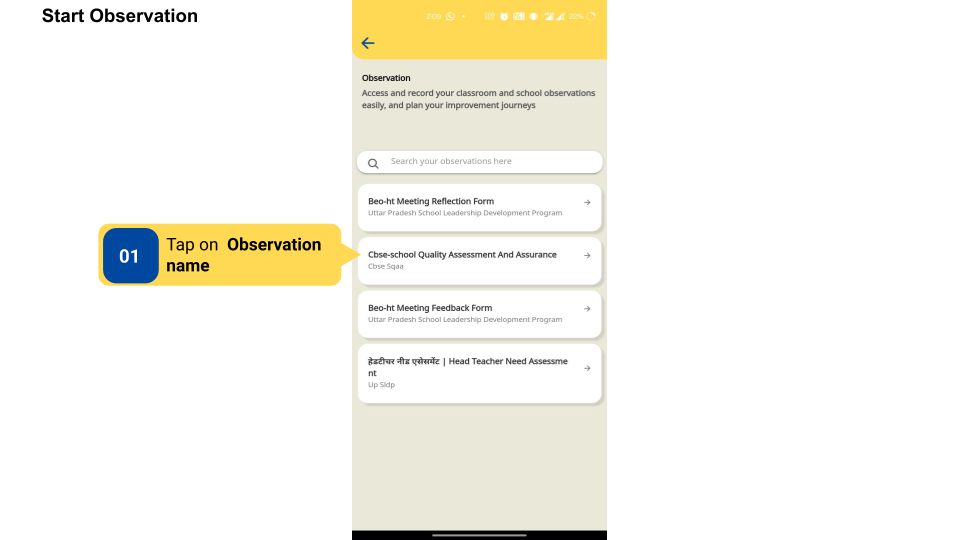 Start Observation
3:09
22%
Observation
Access and record your classroom and school observations
easily, and plan your improvement journeys
Search your observations here
Beo-ht Meeting Reflection Form
Uttar Pradesh School Leadership Development Program
01
Tap on Observation
name
Cbse-school Quality Assessment And Assurance
Cbse Sqaa
Beo-ht Meeting Feedback Form
Uttar Pradesh School Leadership Development Program
हेडटीचर नीड एसेसमेंट | Head Teacher Need Assessme
nt
Up Sldp